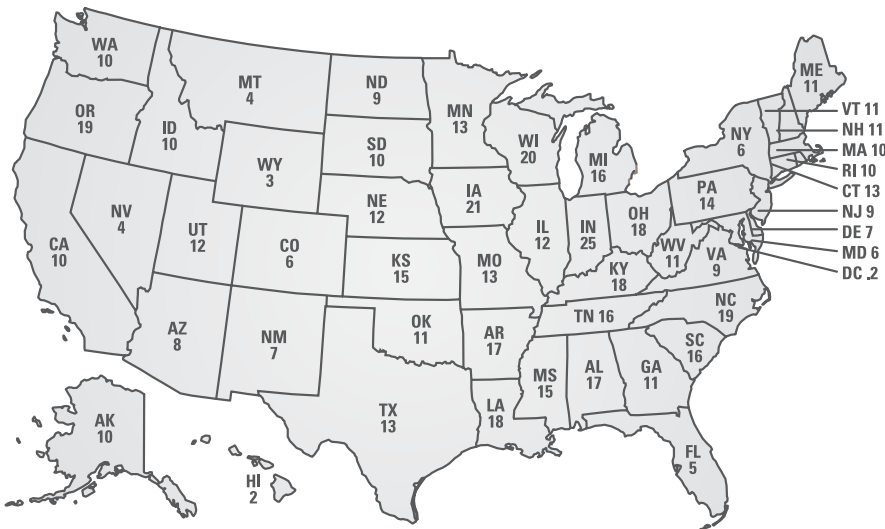 WA
10
MT
4
ND
9
MN
13
ME
11
VT 11
NH 11
MA 10
RI 10
CT 13
NJ 9
DE 7
MD 6
DC .2
OR
19
ID
10
SD
10
WI
20
MI
16
NY
6
WY
3
NE
12
IA
21
PA
14
NV
4
UT
12
CO
6
IL
12
IN
25
OH
18
CA
10
KS
15
MO
13
WV
11
VA
9
KY
18
NC
19
TN 16
AZ
8
NM
7
OK
11
AR
17
SC
16
MS
15
AL
17
GA
11
TX
13
LA
18
AK
10
HI
2
FL
5